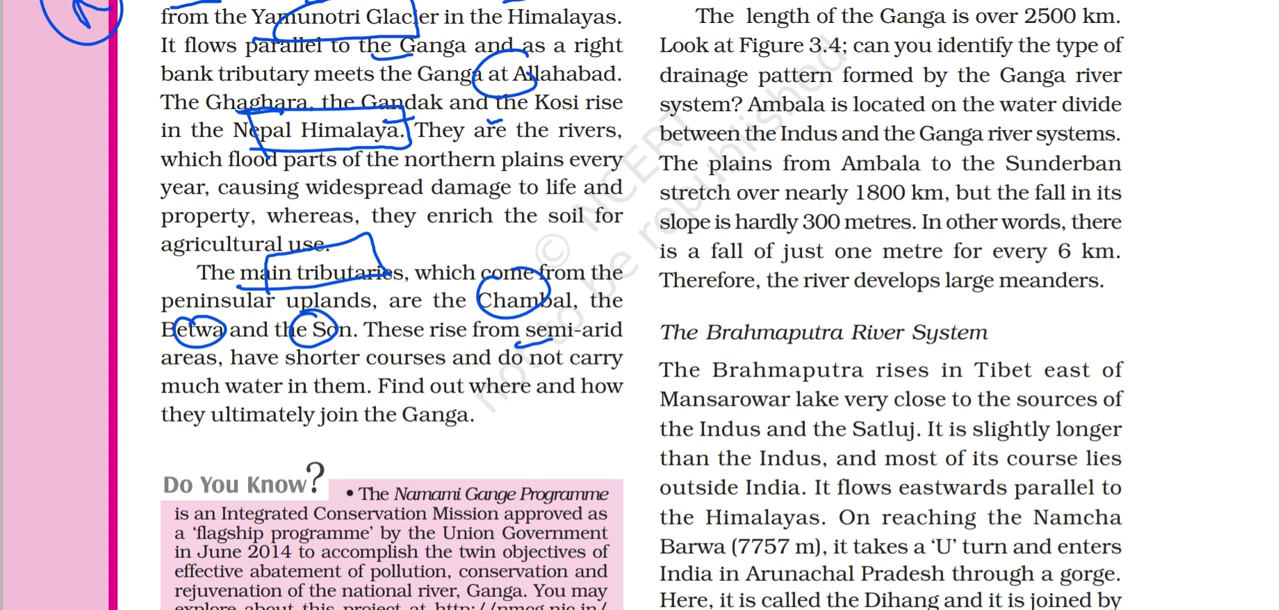 from the Yamunotri Glacier in the Himalayas.
It flows parallel to the Ganga and as a right
bank tributary meets the Ganga at Allahabad.
The Ghaghara, the Gandak and the Kosi rise
in the Nepal Himalaya. They are the rivers,
which flood parts of the northern plains every
year, causing widespread damage to life and
property, whereas, they enrich the soil for
agricultural use.
The main tributaries, which come from the
peninsular uplands, are the Chambal, the
Betwa and the Son. These rise from semi-arid
areas, have shorter courses and do not carry
much water in them. Find out where and how
they ultimately join the Ganga.
Do You Know?
• The Namami Gange Programme
is an Integrated Conservation Mission approved as
a ‘flagship programme’ by the Union Government
in June 2014 to accomplish the twin objectives of
effective abatement of pollution, conservation and
rejuvenation of the national river, Ganga. You may
explore about this project at http://nmcg.nic.in/
The length of the Ganga is over 2500 km.
Look at Figure 3.4; can you identify the type of
drainage pattern formed by the Ganga river
system? Ambala is located on the water divide
between the Indus and the Ganga river systems.
The plains from Ambala to the Sunderban
stretch over nearly 1800 km, but the fall in its
slope is hardly 300 metres. In other words, there
is a fall of just one metre for every 6 km.
Therefore, the river develops large meanders.
The Brahmaputra River System
The Brahmaputra rises in Tibet east of
Mansarowar lake very close to the sources of
the Indus and the Satluj. It is slightly longer
than the Indus, and most of its course lies
outside India. It flows eastwards parallel to
the Himalayas. On reaching the Namcha
Barwa (7757 m), it takes a ‘U’ turn and enters
India in Arunachal Pradesh through a gorge.
Here, it is called the Dihang and it is joined by
© NCERT
not to be republished